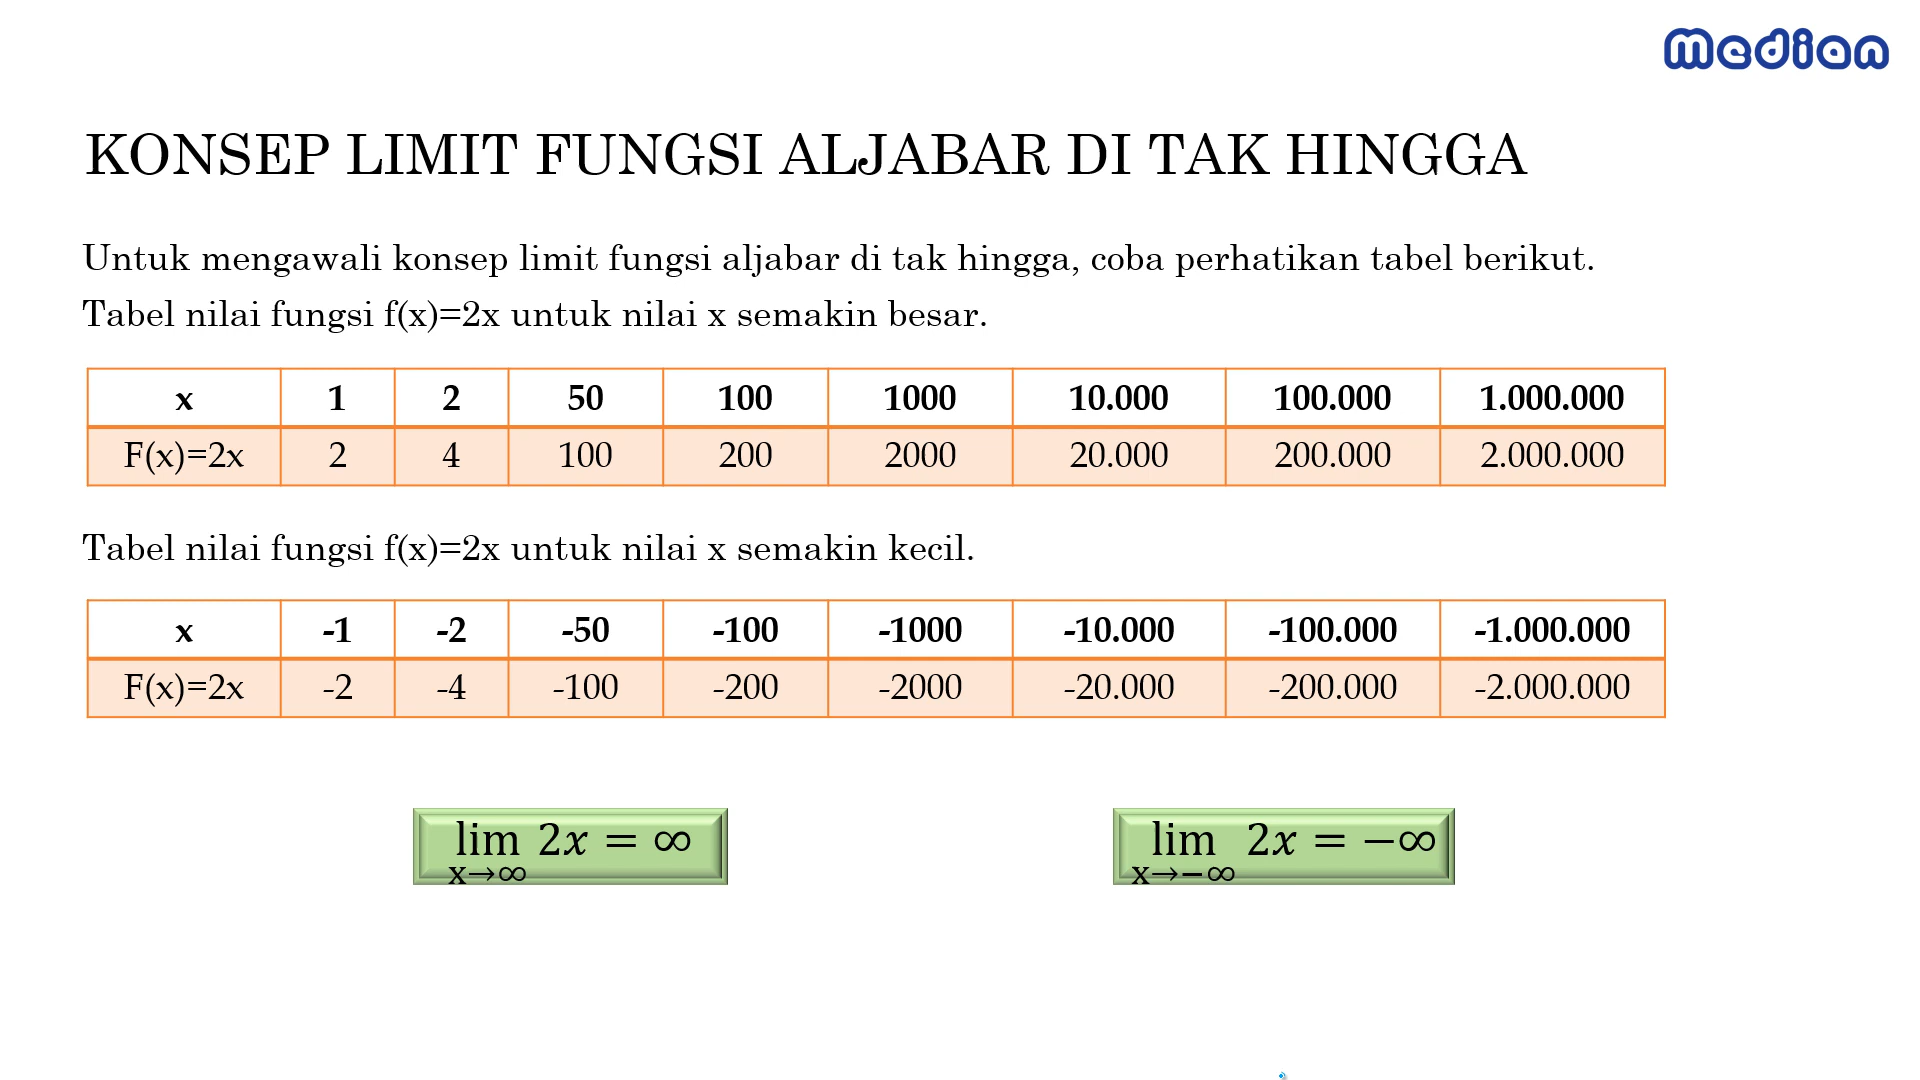 median
KONSEP LIMIT FUNGSI ALJABAR DI TAK HINGGA
Untuk mengawali konsep limit fungsi aljabar di tak hingga, coba perhatikan tabel berikut.
Tabel nilai fungsi f(x)=2x untuk nilai x semakin besar.
x 1 2 50 100 1000 10.000 100.000 1.000.000
F(x)=2x 2 4 100 200 2000 20.000 200.000 2.000.000
Tabel nilai fungsi f(x)=2x untuk nilai x semakin kecil.
x -1 -2 -50 -100 -1000 -10.000 -100.000 -1.000.000
F(x)=2x -2 -4 -100 -200 -2000 -20.000 -200.000 -2.000.000
lim 2x = ∞
x→∞
lim 2x = −∞
x→−∞